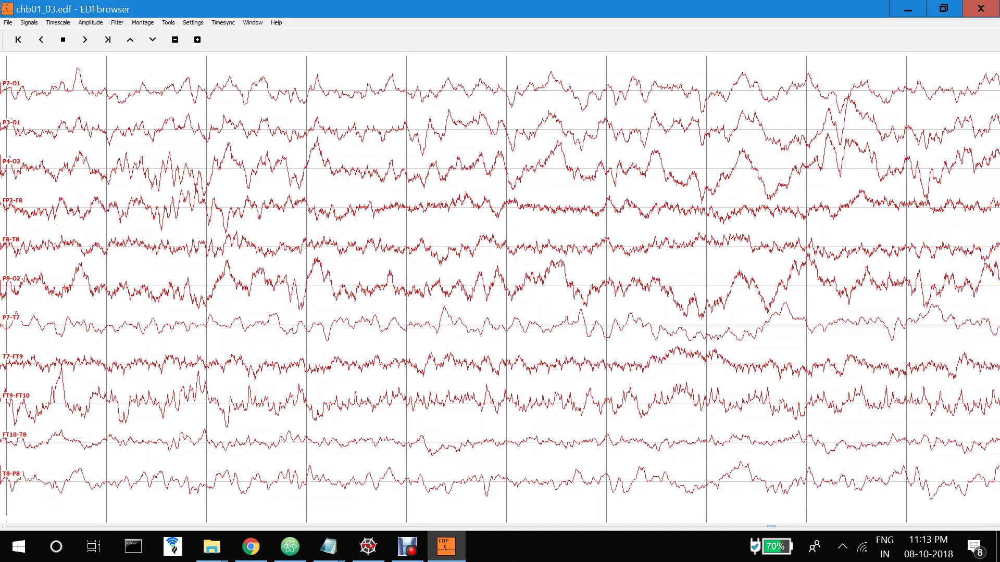 EDF chb01_03.edf - EDFbrowser
File Signals Timescale Amplitude Filter Montage Tools Settings Timesync Window Help
P7-O1
P3-O1
P4-O2
FP2-F8
F8-T8
P8-O2
P7-T7
T7-FT9
FT9-FT10
FT10-T8
T8-P8
EDF 70% ENG 11:13 PM 8
IN 08-10-2018